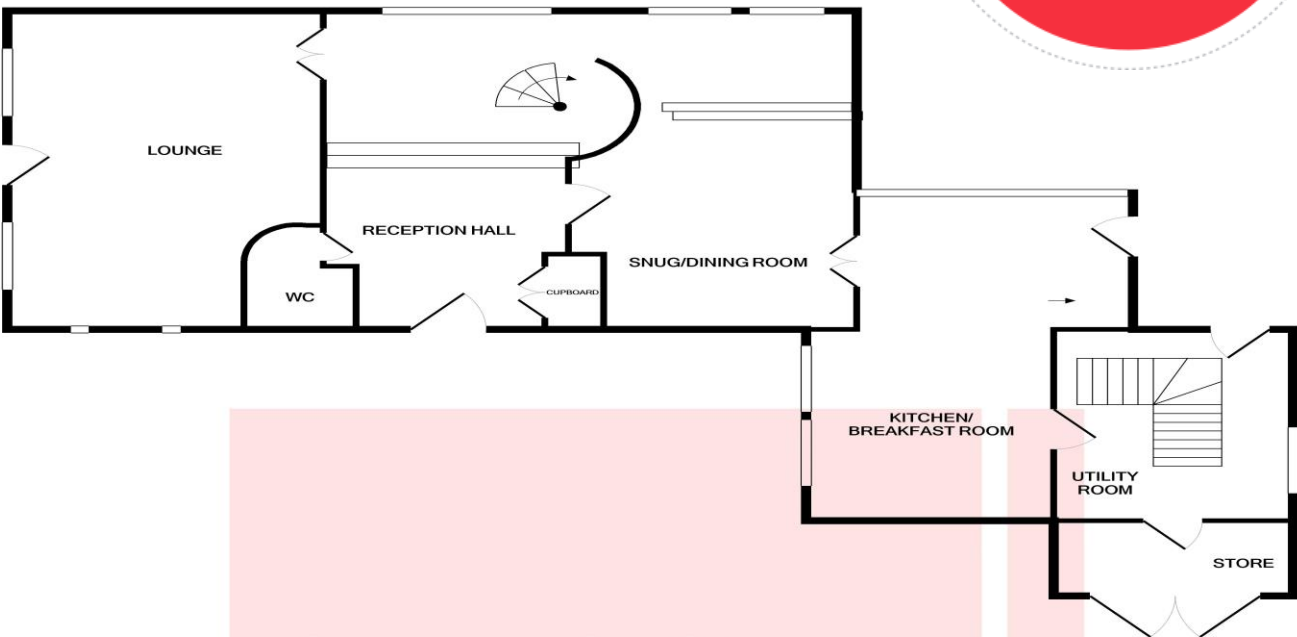 LOUNGE
RECEPTION HALL
SNUG/DINING ROOM
WC
CUPBOARD
KITCHEN/
BREAKFAST ROOM
UTILITY
ROOM
STORE